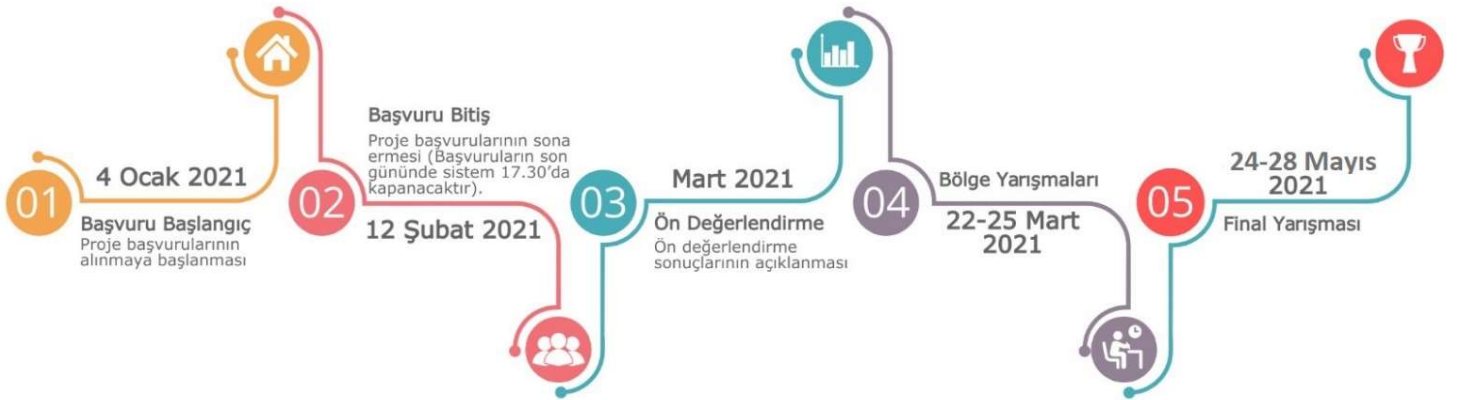 01
4 Ocak 2021
Başvuru Başlangıç
Proje başvurularının
alınmaya başlanması
02
Başvuru Bitiş
Proje başvurularının sona
ermesi (Başvuruların son
gününde sistem 17.30’da
kapanacaktır).
12 Şubat 2021
03
Mart 2021
Ön Değerlendirme
Ön değerlendirme
sonuçlarının açıklanması
04
Bölge Yarışmaları
22-25 Mart
2021
05
24-28 Mayıs
2021
Final Yarışması